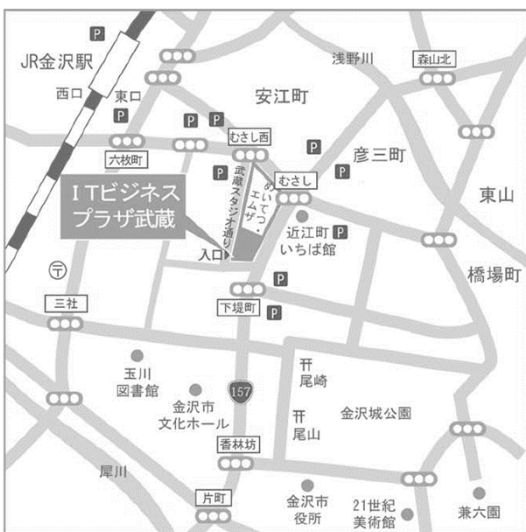 P
JR金沢駅
西口
東口
P
P
P
浅野川
森山北
安江町
六枚町
むさし西
P
P
P
彦三町
ITビジネス
プラザ武蔵
武蔵スタジオ通り
めいてつ・
エムザ
むさし
東山
近江町
いちば館
P
入口
橋場町
〒
三社
下堤町
P
P
玉川
図書館
金沢市
文化ホール
157
尾崎
尾山
金沢城公園
香林坊
犀川
片町
金沢市
役所
21世紀
美術館
兼六園